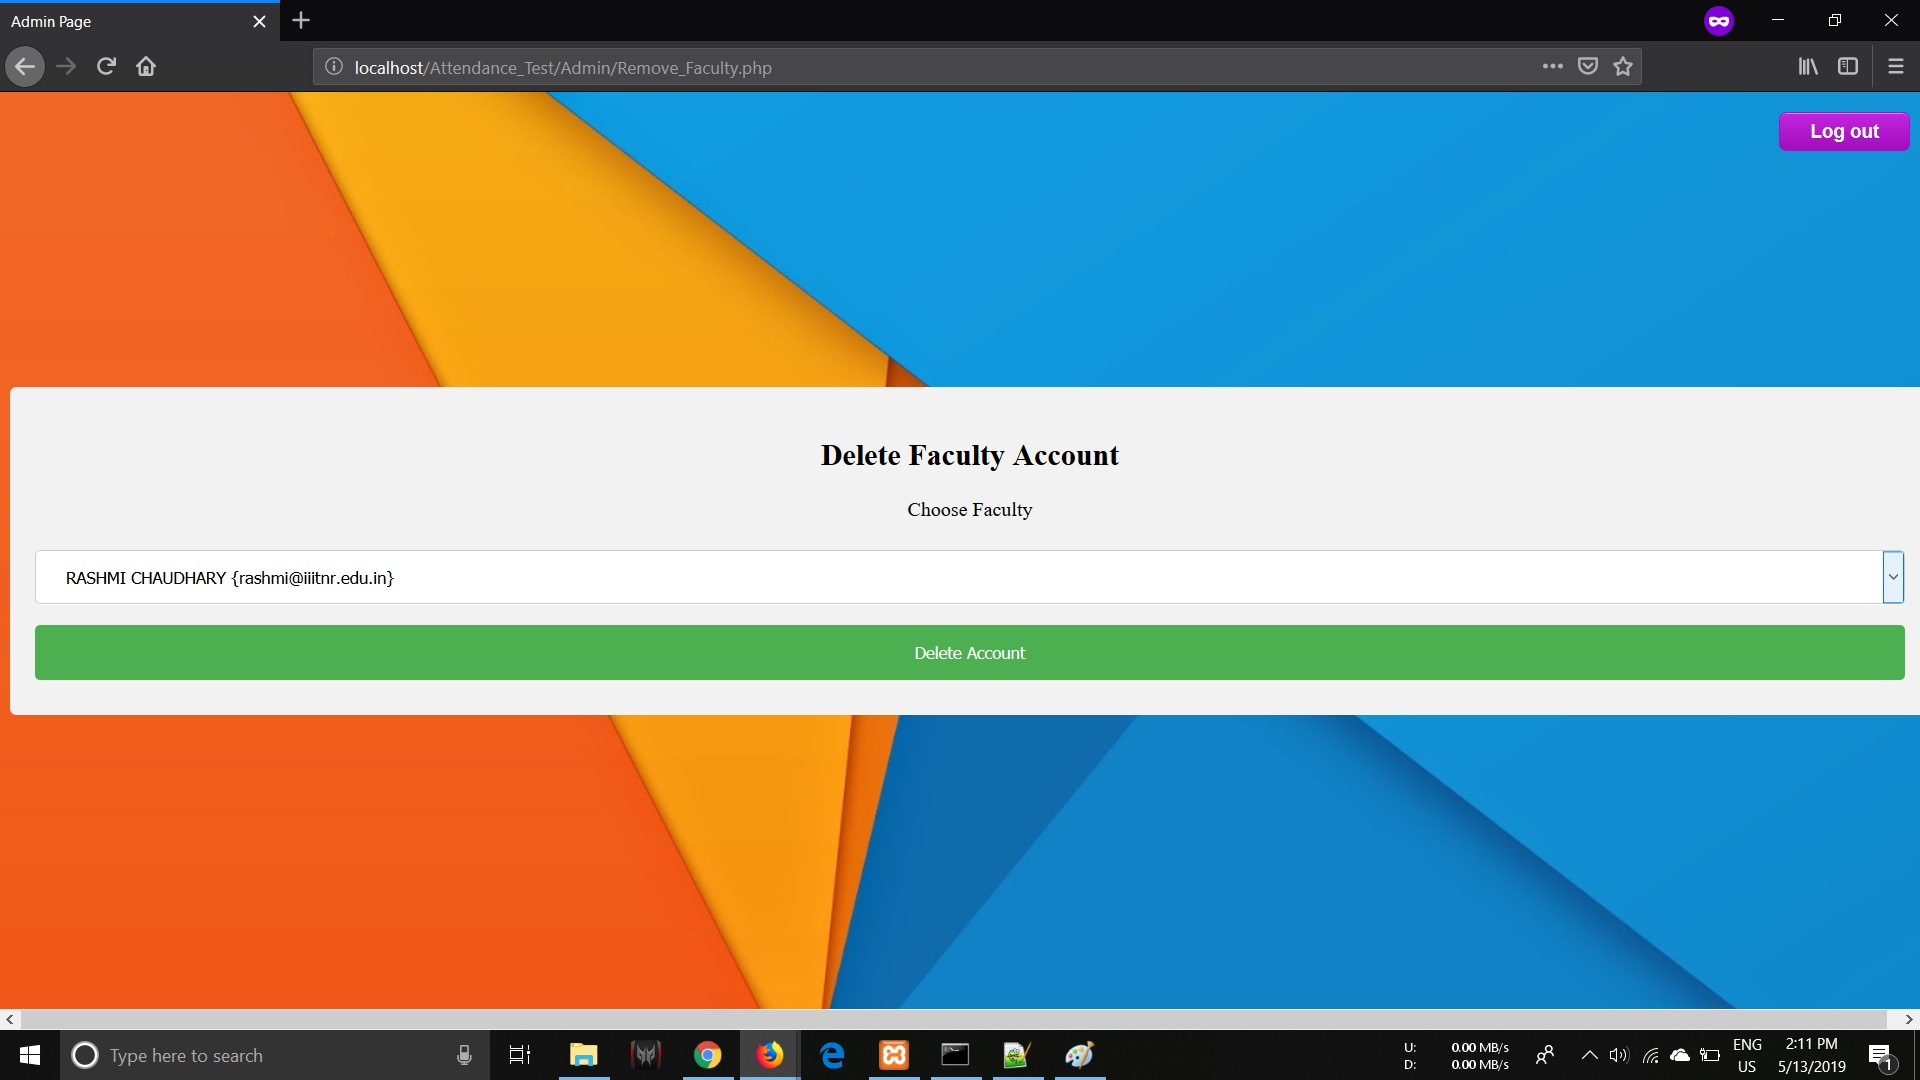 Admin Page
localhost/Attendance_Test/Admin/Remove_Faculty.php
Log out
Delete Faculty Account
Choose Faculty
RASHMI CHAUDHARY {rashmi@iiitnr.edu.in}
Delete Account
Type here to search
U: 0.00 MB/s
D: 0.00 MB/s
ENG
US
2:11 PM
5/13/2019
1